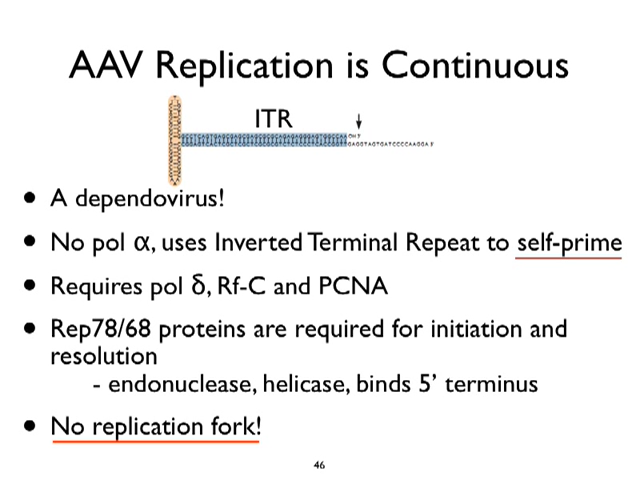 AAV Replication is Continuous
ITR
OH 3'
• A dependovirus!
• No pol α, uses Inverted Terminal Repeat to self-prime
• Requires pol δ, Rf-C and PCNA
• Rep78/68 proteins are required for initiation and
resolution
- endonuclease, helicase, binds 5’ terminus
• No replication fork!
46